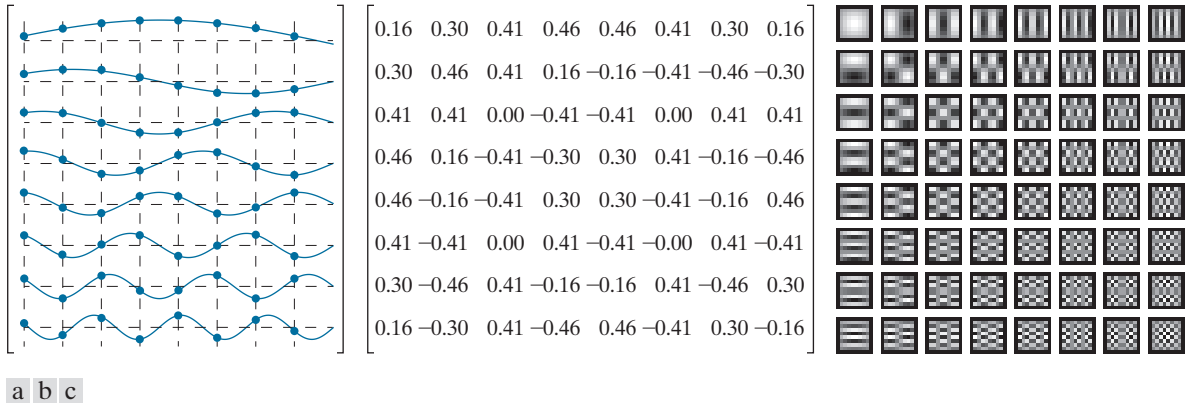 0.16 0.30 0.41 0.46 0.46 0.41 0.30 0.16
0.30 0.46 0.41 0.16 −0.16 −0.41 −0.46 −0.30
0.41 0.41 0.00 −0.41 −0.41 0.00 0.41 0.41
0.46 0.16 −0.41 −0.30 0.30 0.41 −0.16 −0.46
0.46 −0.16 −0.41 0.30 0.30 −0.41 −0.16 0.46
0.41 −0.41 0.00 0.41 −0.41 −0.00 0.41 −0.41
0.30 −0.46 0.41 −0.16 −0.16 0.41 −0.46 0.30
0.16 −0.30 0.41 −0.46 0.46 −0.41 0.30 −0.16
a b c